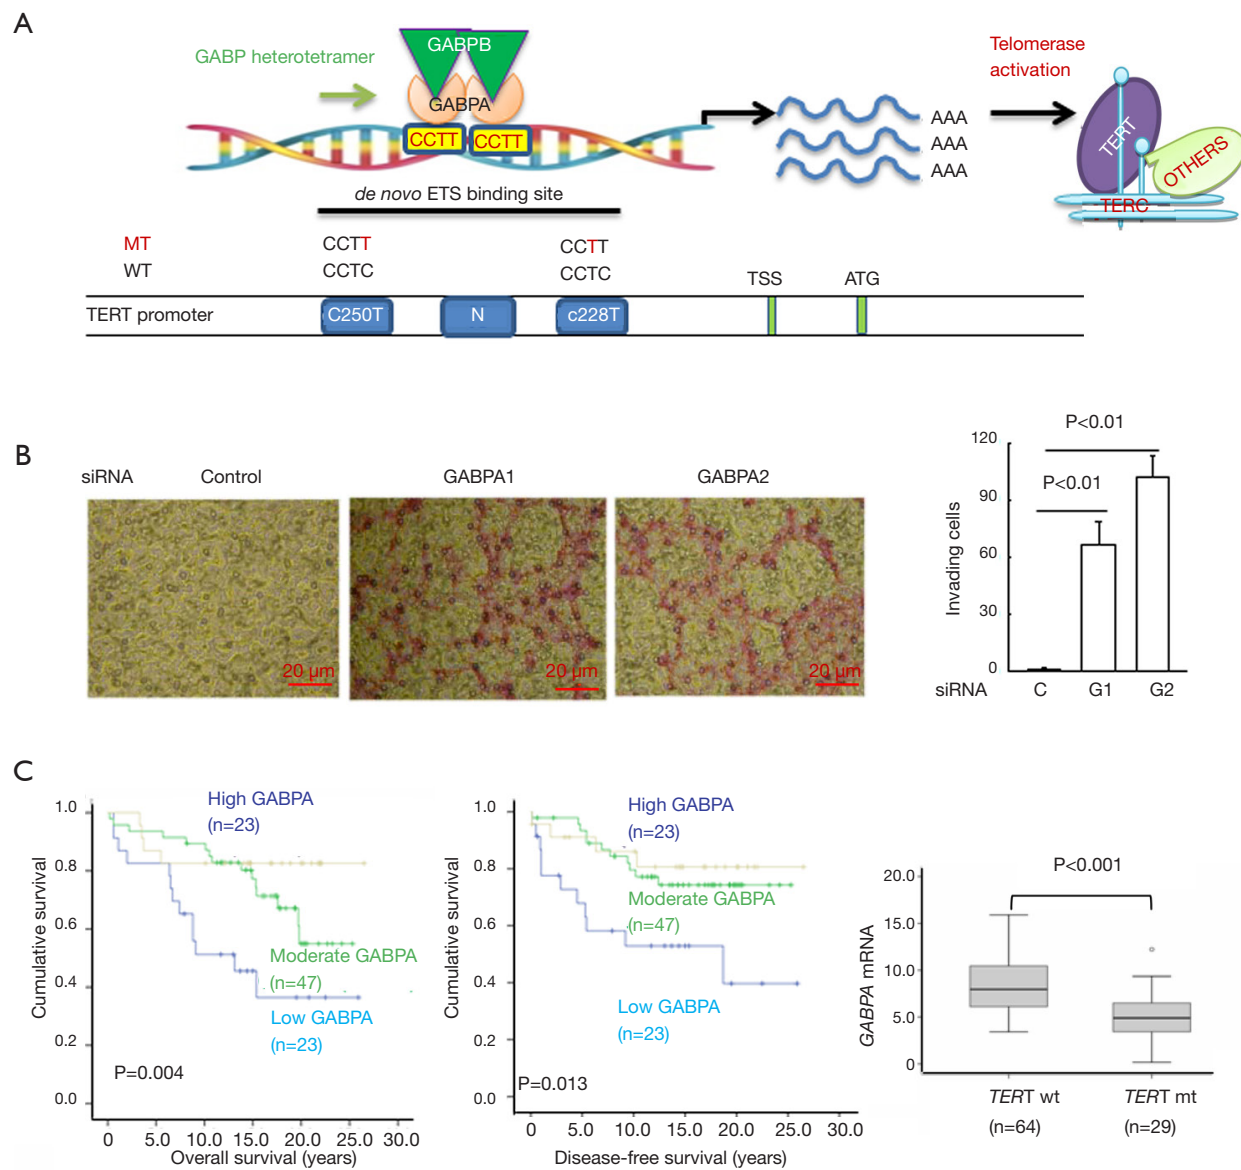 A
GABP heterotetramer
GABPB
GABPA
CCTT CCTT
AAA
AAA
AAA
Telomerase
activation
TERT
OTHERS
TERC
de novo ETS binding site
MT CCTT CCTT
WT CCTC CCTC
TSS ATG
TERT promoter C250T N c228T
B
siRNA Control GABPA1 GABPA2
20 µm 20 µm 20 µm
P<0.01
P<0.01
Invading cells
120
90
60
30
0
siRNA C G1 G2
C
Cumulative survival
1.0
0.8
0.6
0.4
0.2
0.0
High GABPA
(n=23)
Moderate GABPA
(n=47)
Low GABPA
(n=23)
P=0.004
0 5.0 10.0 15.0 20.0 25.0 30.0
Overall survival (years)
Cumulative survival
1.0
0.8
0.6
0.4
0.2
0.0
High GABPA
(n=23)
Moderate GABPA
(n=47)
Low GABPA
(n=23)
P=0.013
0 5.0 10.0 15.0 20.0 25.0 30.0
Disease-free survival (years)
GABPA mRNA
20.0
15.0
10.0
5.0
0
P<0.001
TERT wt TERT mt
(n=64) (n=29)